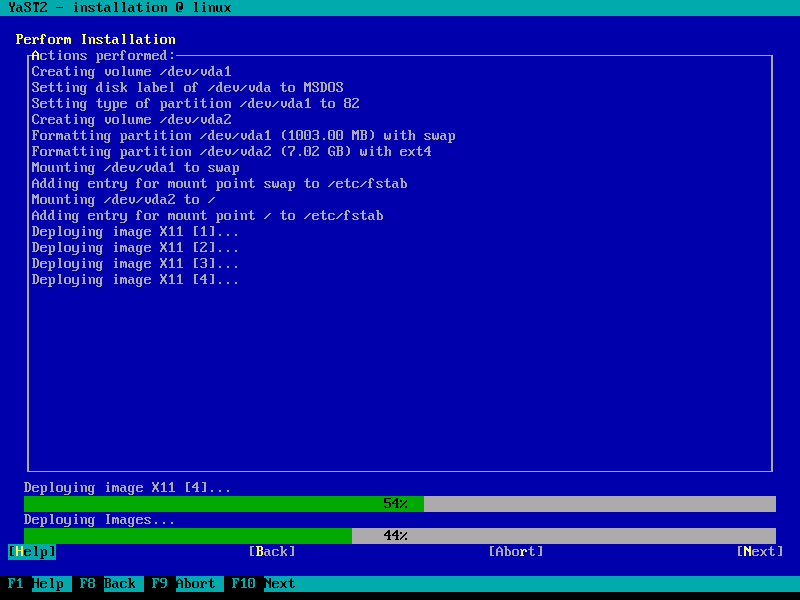 YaST2 - installation @ linux
Perform Installation
Actions performed:
Creating volume /dev/vda1
Setting disk label of /dev/vda to MSDOS
Setting type of partition /dev/vda1 to 82
Creating volume /dev/vda2
Formatting partition /dev/vda1 (1003.00 MB) with swap
Formatting partition /dev/vda2 (7.02 GB) with ext4
Mounting /dev/vda1 to swap
Adding entry for mount point swap to /etc/fstab
Mounting /dev/vda2 to /
Adding entry for mount point / to /etc/fstab
Deploying image X11 [1]...
Deploying image X11 [2]...
Deploying image X11 [3]...
Deploying image X11 [4]...
Deploying image X11 [4]...
54%
Deploying Images...
44%
[Help] [Back] [Abort] [Next]
F1 Help F8 Back F9 Abort F10 Next